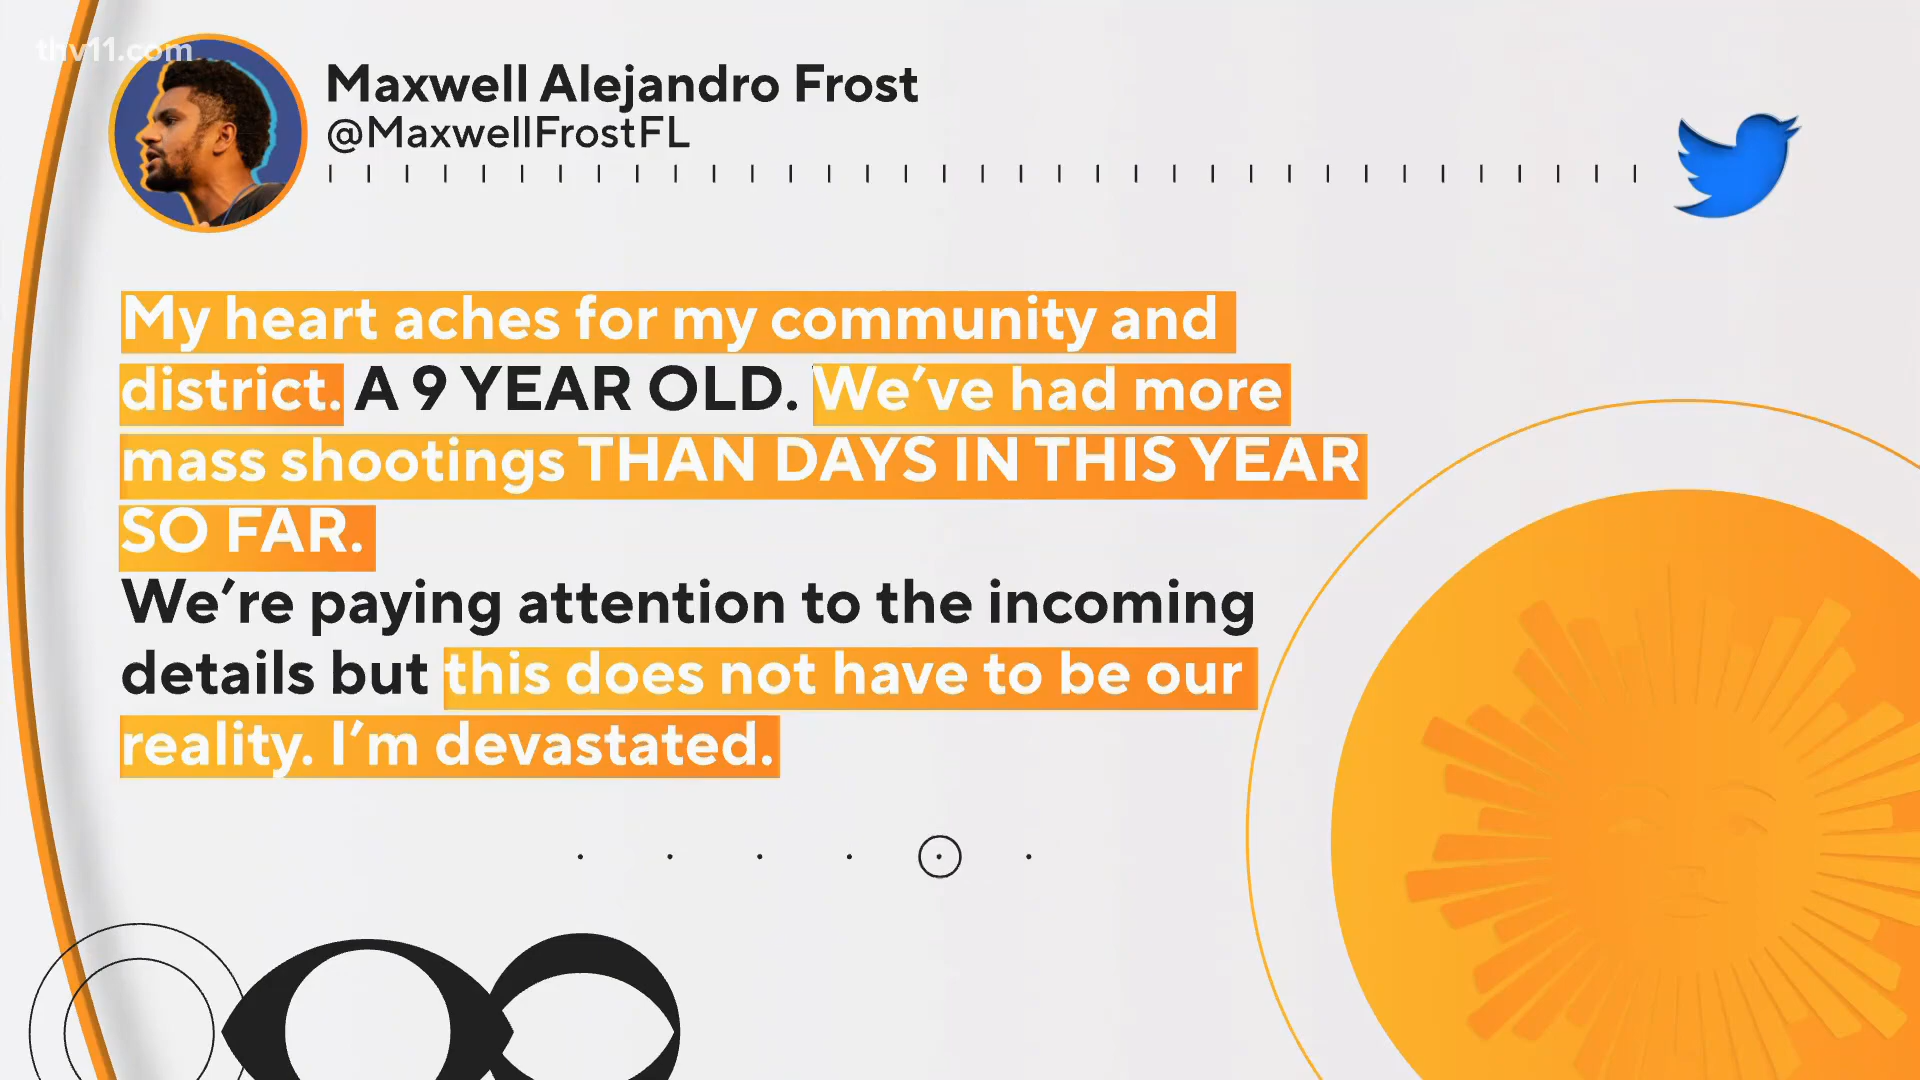 thv11.com
Maxwell Alejandro Frost
@MaxwellFrostFL
My heart aches for my community and
district. A 9 YEAR OLD. We’ve had more
mass shootings THAN DAYS IN THIS YEAR
SO FAR.
We’re paying attention to the incoming
details but this does not have to be our
reality. I’m devastated.